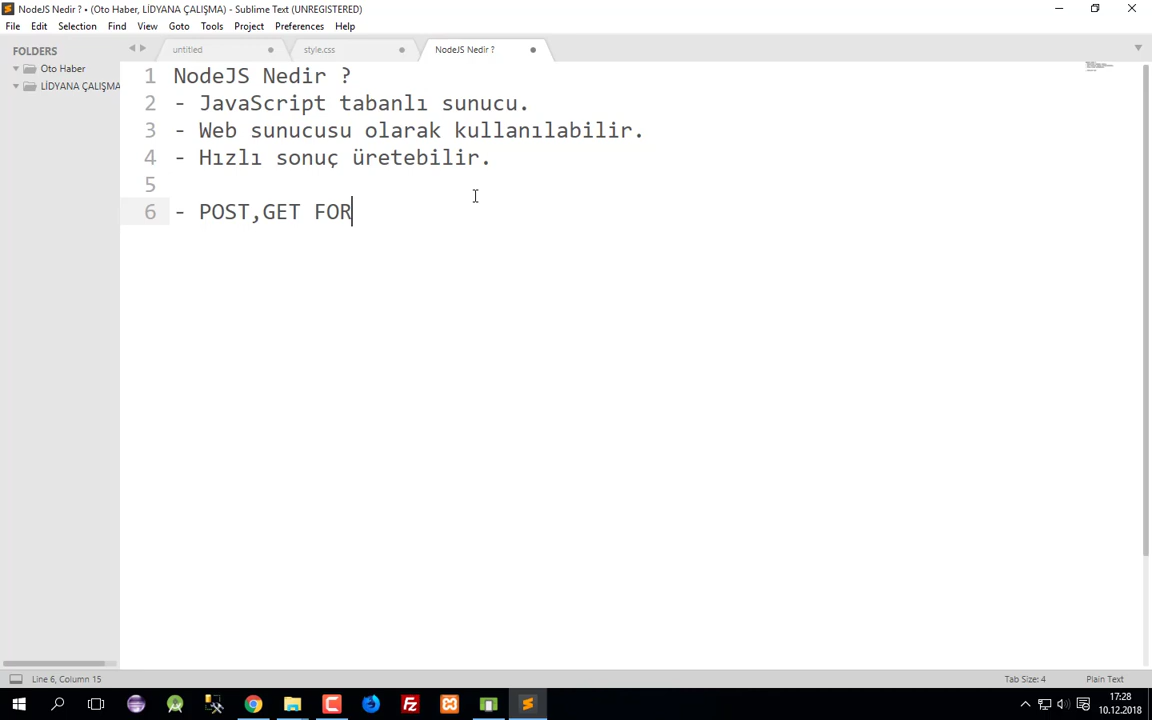 NodeJS Nedir ? • (Oto Haber, LİDYANA ÇALIŞMA) - Sublime Text (UNREGISTERED)
File Edit Selection Find View Goto Tools Project Preferences Help
FOLDERS
Oto Haber
LİDYANA ÇALIŞMA
untitled style.css NodeJS Nedir ?
1 NodeJS Nedir ?
2 - JavaScript tabanlı sunucu.
3 - Web sunucusu olarak kullanılabilir.
4 - Hızlı sonuç üretebilir.
5
6 - POST,GET FOR
Line 6, Column 15 Tab Size: 4 Plain Text
17:28
10.12.2018